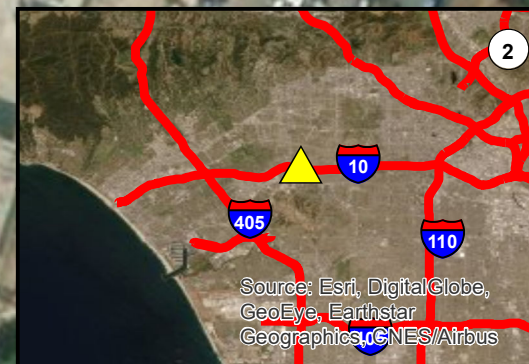 2
10
405
110
Source: Esri, DigitalGlobe,
GeoEye, Earthstar
Geographics, CNES/Airbus